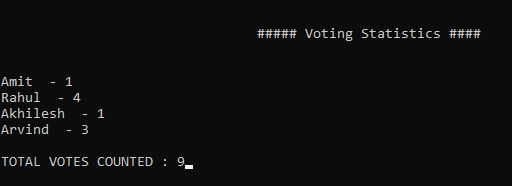 ##### Voting Statistics ####
Amit - 1
Rahul - 4
Akhilesh - 1
Arvind - 3
TOTAL VOTES COUNTED : 9